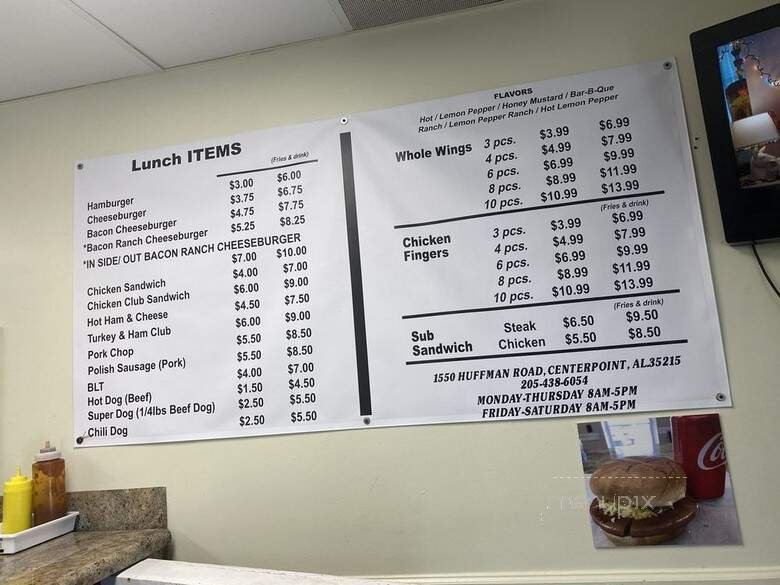 Lunch ITEMS
(Fries & drink)
Hamburger $3.00 $6.00
Cheeseburger $3.75 $6.75
Bacon Cheeseburger $4.75 $7.75
*Bacon Ranch Cheeseburger $5.25 $8.25
*IN SIDE/ OUT BACON RANCH CHEESEBURGER
$7.00 $10.00
Chicken Sandwich $4.00 $7.00
Chicken Club Sandwich $6.00 $9.00
Hot Ham & Cheese $4.50 $7.50
Turkey & Ham Club $6.00 $9.00
Pork Chop $5.50 $8.50
Polish Sausage (Pork) $5.50 $8.50
BLT $4.00 $7.00
Hot Dog (Beef) $1.50 $4.50
Super Dog (1/4lbs Beef Dog) $2.50 $5.50
Chili Dog $2.50 $5.50
FLAVORS
Hot / Lemon Pepper / Honey Mustard / Bar-B-Que
Ranch / Lemon Pepper Ranch / Hot Lemon Pepper
Whole Wings 3 pcs. $3.99 $6.99
4 pcs. $4.99 $7.99
6 pcs. $6.99 $9.99
8 pcs. $8.99 $11.99
10 pcs. $10.99 $13.99
(Fries & drink)
Chicken Fingers 3 pcs. $3.99 $6.99
4 pcs. $4.99 $7.99
6 pcs. $6.99 $9.99
8 pcs. $8.99 $11.99
10 pcs. $10.99 $13.99
(Fries & drink)
Sub Sandwich Steak $6.50 $9.50
Chicken $5.50 $8.50
1550 HUFFMAN ROAD, CENTERPOINT, AL.35215
205-438-6054
MONDAY-THURSDAY 8AM-5PM
FRIDAY-SATURDAY 8AM-5PM